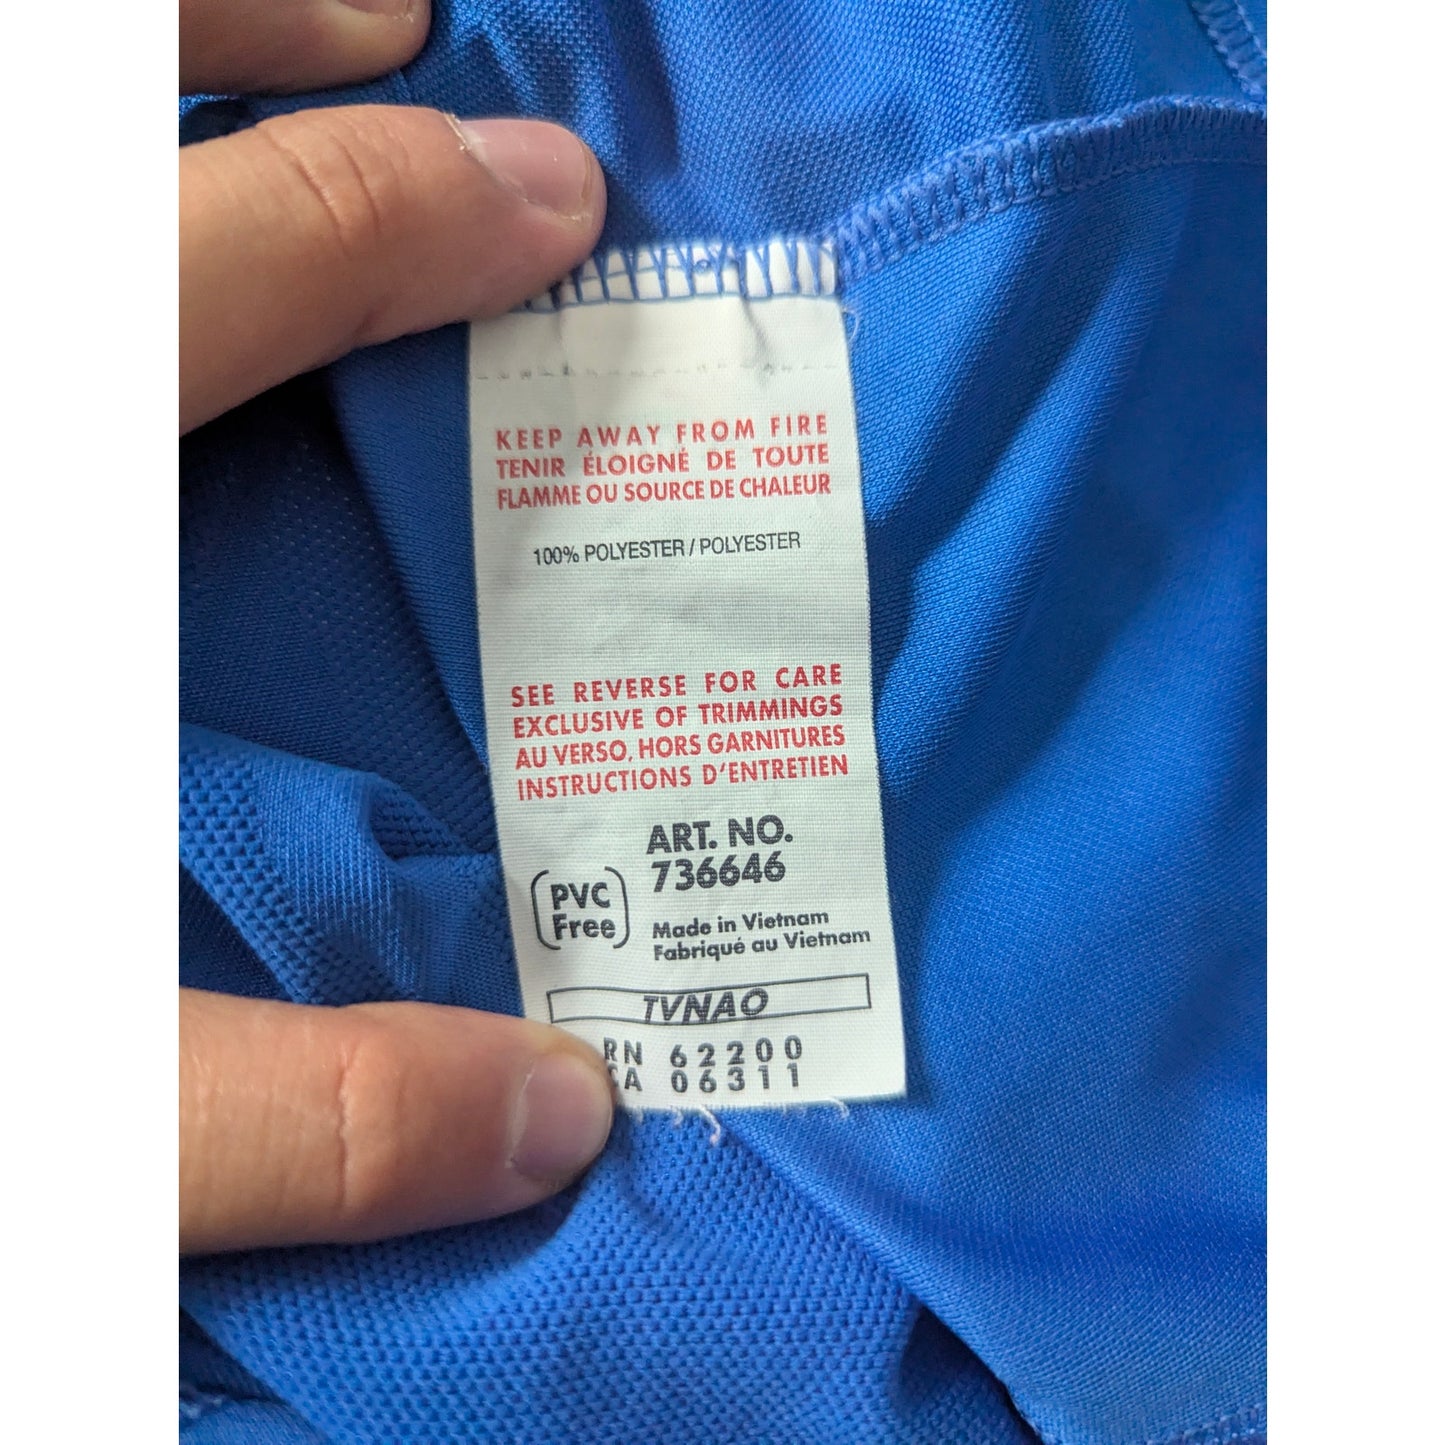 KEEP AWAY FROM FIRE
TENIR ÉLOIGNÉ DE TOUTE
FLAMME OU SOURCE DE CHALEUR
100% POLYESTER / POLYESTER
SEE REVERSE FOR CARE
EXCLUSIVE OF TRIMMINGS
AU VERSO, HORS GARNITURES
INSTRUCTIONS D'ENTRETIEN
ART. NO.
736646
PVC
Free
Made in Vietnam
Fabriqué au Vietnam
TVNAO
RN 62200
CA 06311